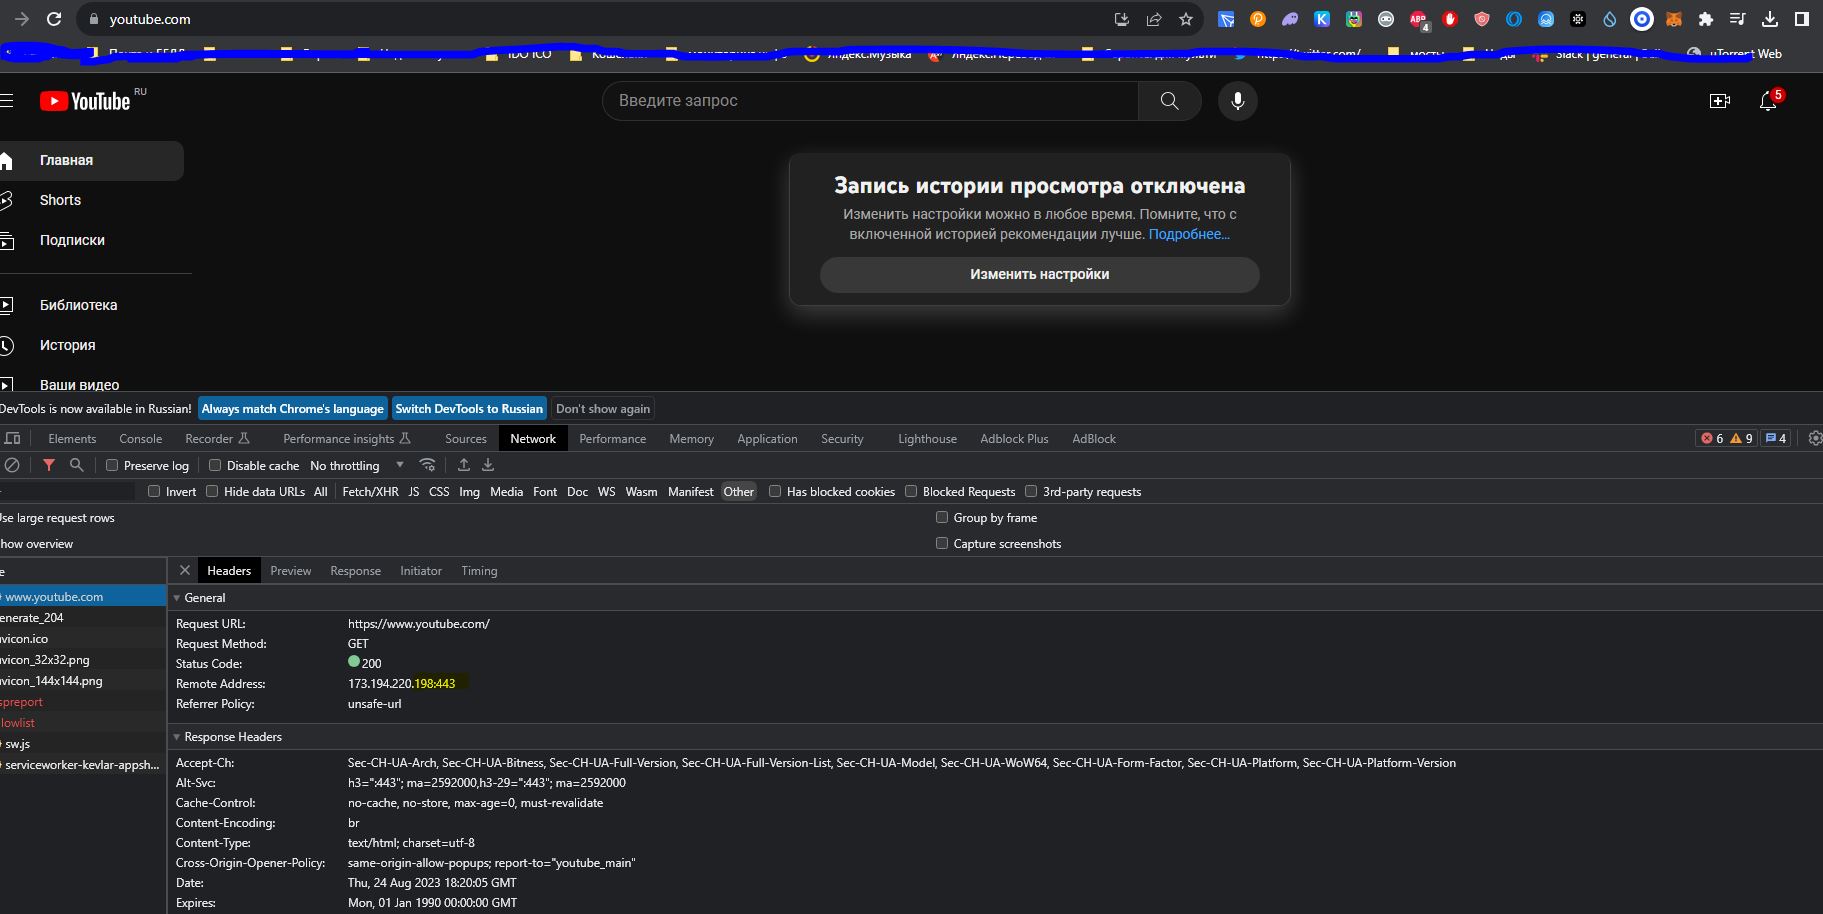 youtube.com
4
IDO ICO
Яндекс.Музыка
Slack | general |
uTorrent Web
YouTube RU
Введите запрос
5
Главная
Shorts
Подписки
Библиотека
История
Ваши видео
Запись истории просмотра отключена
Изменить настройки можно в любое время. Помните, что с
включенной историей рекомендации лучше. Подробнее...
Изменить настройки
DevTools is now available in Russian! Always match Chrome's language Switch DevTools to Russian Don't show again
Elements Console Recorder Performance insights Sources Network Performance Memory Application Security Lighthouse Adblock Plus AdBlock 6 9 4
Preserve log Disable cache No throttling
Invert Hide data URLs All Fetch/XHR JS CSS Img Media Font Doc WS Wasm Manifest Other Has blocked cookies Blocked Requests 3rd-party requests
Use large request rows Group by frame
how overview Capture screenshots
e
Headers Preview Response Initiator Timing
www.youtube.com
enerate_204
vicon.ico
vicon_32x32.png
vicon_144x144.png
spreport
lowlist
sw.js
serviceworker-kevlar-appsh...
General
Request URL: https://www.youtube.com/
Request Method: GET
Status Code: 200
Remote Address: 173.194.220.198:443
Referrer Policy: unsafe-url
Response Headers
Accept-Ch: Sec-CH-UA-Arch, Sec-CH-UA-Bitness, Sec-CH-UA-Full-Version, Sec-CH-UA-Full-Version-List, Sec-CH-UA-Model, Sec-CH-UA-WoW64, Sec-CH-UA-Form-Factor, Sec-CH-UA-Platform, Sec-CH-UA-Platform-Version
Alt-Svc: h3=":443"; ma=2592000,h3-29=":443"; ma=2592000
Cache-Control: no-cache, no-store, max-age=0, must-revalidate
Content-Encoding: br
Content-Type: text/html; charset=utf-8
Cross-Origin-Opener-Policy: same-origin-allow-popups; report-to="youtube_main"
Date: Thu, 24 Aug 2023 18:20:05 GMT
Expires: Mon, 01 Jan 1990 00:00:00 GMT